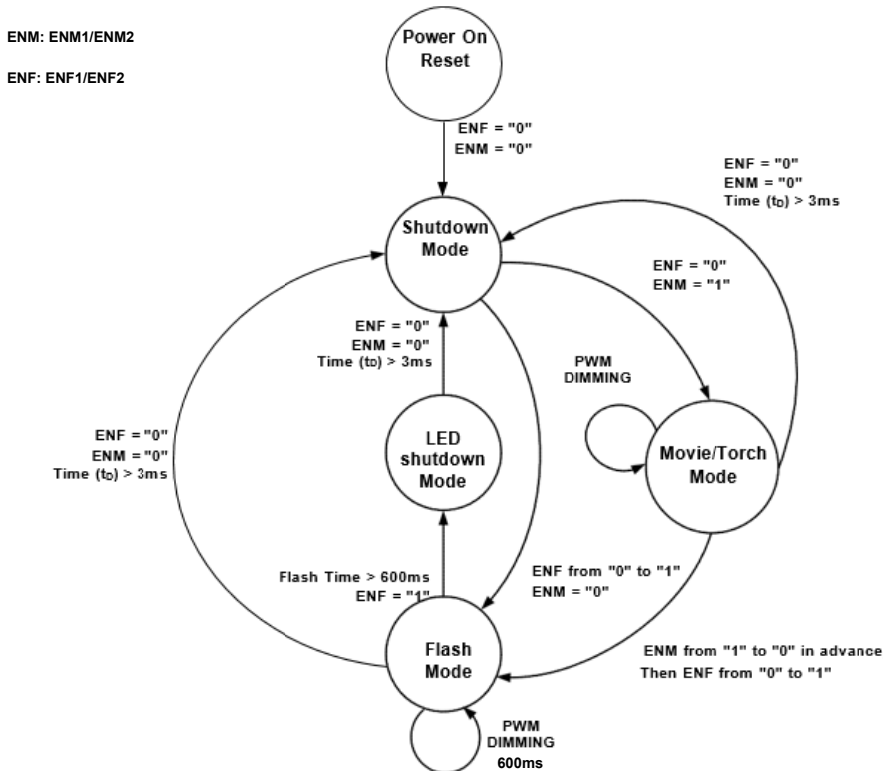 ENM: ENM1/ENM2
ENF: ENF1/ENF2
Power On
Reset
ENF = "0"
ENM = "0"
ENF = "0"
ENM = "0"
Time (tD) > 3ms
Shutdown
Mode
ENF = "0"
ENM = "1"
ENF = "0"
ENM = "0"
Time (tD) > 3ms
PWM
DIMMING
LED
shutdown
Mode
Movie/Torch
Mode
ENF = "0"
ENM = "0"
Time (tD) > 3ms
Flash Time > 600ms
ENF = "1"
ENF from "0" to "1"
ENM = "0"
Flash
Mode
ENM from "1" to "0" in advance
Then ENF from "0" to "1"
PWM
DIMMING
600ms